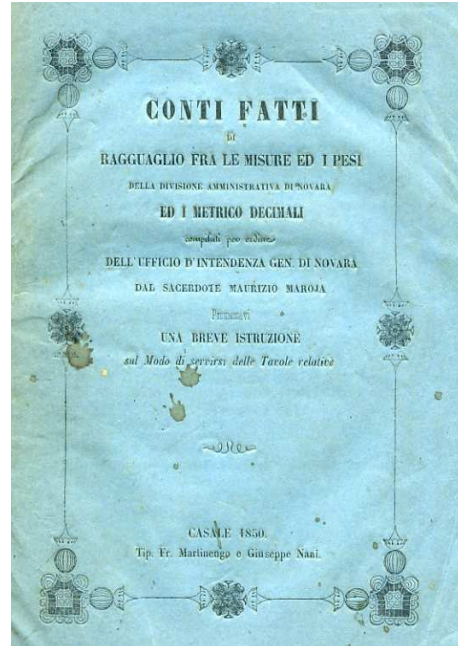 CONTI FATTI
DI
RAGGUAGLIO FRA LE MISURE ED I PESI
DELLA DIVISIONE AMMINISTRATIVA DI NOVARA
ED I METRICO DECIMALI
compilati per ordine
DELL'UFFICIO D'INTENDENZA GEN. DI NOVARA
DAL SACERDOTE MAURIZIO MAROJA
Premessavi
UNA BREVE ISTRUZIONE
sul Modo di servirsi delle Tavole relative
CASALE 1850.
Tip. Fr. Martinengo e Giuseppe Nani.